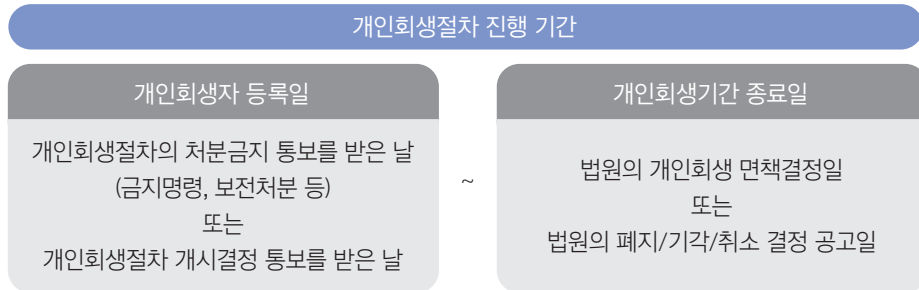 개인회생절차 진행 기간
개인회생자 등록일
개인회생절차의 처분금지 통보를 받은 날
(금지명령, 보전처분 등)
또는
개인회생절차 개시결정 통보를 받은 날
~
개인회생기간 종료일
법원의 개인회생 면책결정일
또는
법원의 폐지/기각/취소 결정 공고일